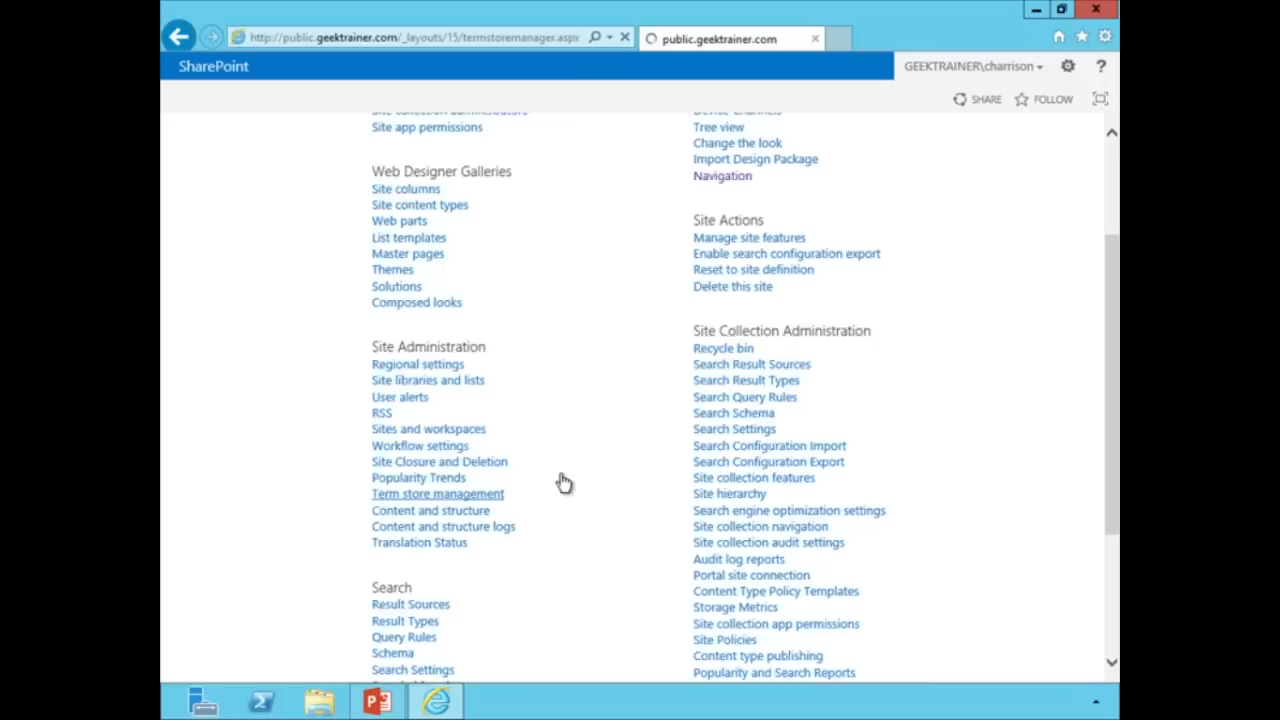 http://public.geektrainer.com/_layouts/15/termstoremanager.aspx
public.geektrainer.com
SharePoint
GEEKTRAINER\charrison
SHARE
FOLLOW
Site collection administrators
Site app permissions
Web Designer Galleries
Site columns
Site content types
Web parts
List templates
Master pages
Themes
Solutions
Composed looks
Site Administration
Regional settings
Site libraries and lists
User alerts
RSS
Sites and workspaces
Workflow settings
Site Closure and Deletion
Popularity Trends
Term store management
Content and structure
Content and structure logs
Translation Status
Search
Result Sources
Result Types
Query Rules
Schema
Search Settings
Device Channels
Tree view
Change the look
Import Design Package
Navigation
Site Actions
Manage site features
Enable search configuration export
Reset to site definition
Delete this site
Site Collection Administration
Recycle bin
Search Result Sources
Search Result Types
Search Query Rules
Search Schema
Search Settings
Search Configuration Import
Search Configuration Export
Site collection features
Site hierarchy
Search engine optimization settings
Site collection navigation
Site collection audit settings
Audit log reports
Portal site connection
Content Type Policy Templates
Storage Metrics
Site collection app permissions
Site Policies
Content type publishing
Popularity and Search Reports